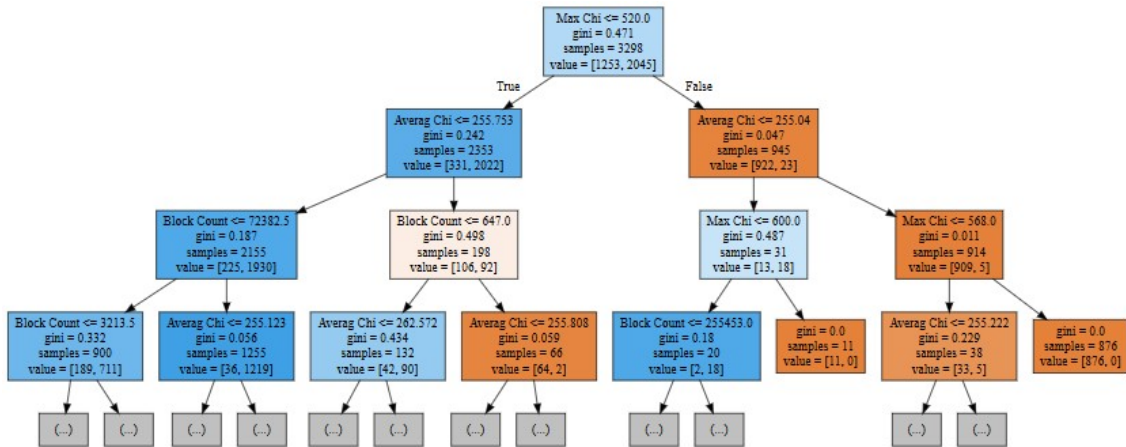 Max Chi <= 520.0
gini = 0.471
samples = 3298
value = [1253, 2045]
True
False
Averag Chi <= 255.753
gini = 0.242
samples = 2353
value = [331, 2022]
Averag Chi <= 255.04
gini = 0.047
samples = 945
value = [922, 23]
Block Count <= 72382.5
gini = 0.187
samples = 2155
value = [225, 1930]
Block Count <= 647.0
gini = 0.498
samples = 198
value = [106, 92]
Max Chi <= 600.0
gini = 0.487
samples = 31
value = [13, 18]
Max Chi <= 568.0
gini = 0.011
samples = 914
value = [909, 5]
Block Count <= 3213.5
gini = 0.332
samples = 900
value = [189, 711]
Averag Chi <= 255.123
gini = 0.056
samples = 1255
value = [36, 1219]
Averag Chi <= 262.572
gini = 0.434
samples = 132
value = [42, 90]
Averag Chi <= 255.808
gini = 0.059
samples = 66
value = [64, 2]
Block Count <= 255453.0
gini = 0.18
samples = 20
value = [2, 18]
gini = 0.0
samples = 11
value = [11, 0]
Averag Chi <= 255.222
gini = 0.229
samples = 38
value = [33, 5]
gini = 0.0
samples = 876
value = [876, 0]
(...)
(...)
(...)
(...)
(...)
(...)
(...)
(...)
(...)
(...)
(...)
(...)